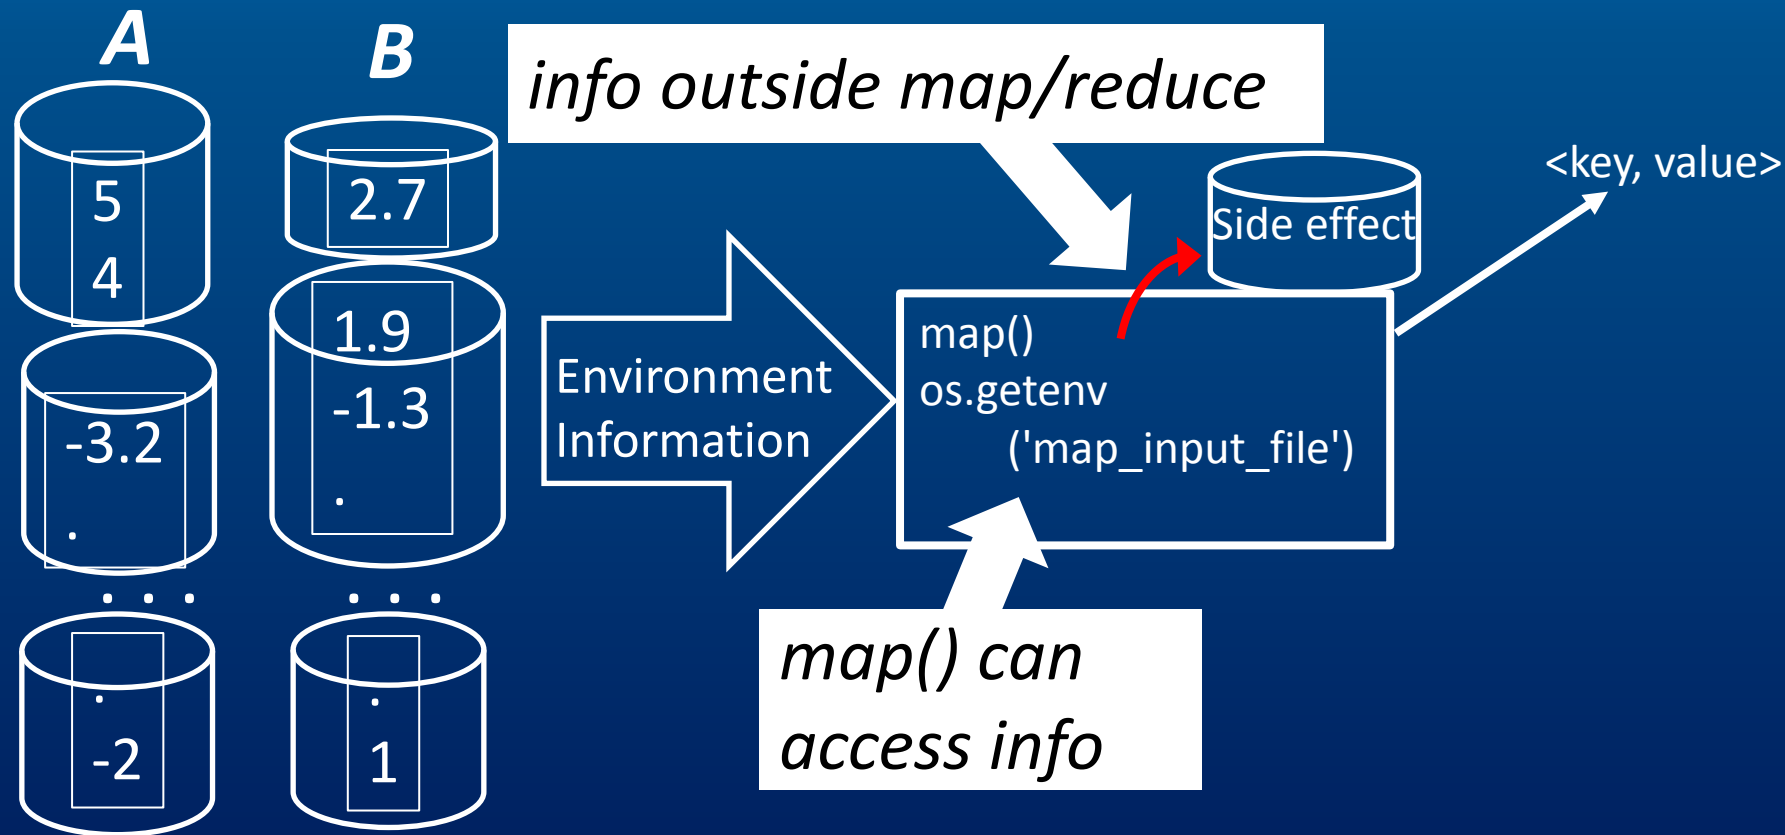 A
5
4
-3.2
.
. . .
.
-2
B
2.7
1.9
-1.3
.
. . .
.
1
info outside map/reduce
Environment
Information
Side effect
<key, value>
map()
os.getenv
('map_input_file')
map() can
access info